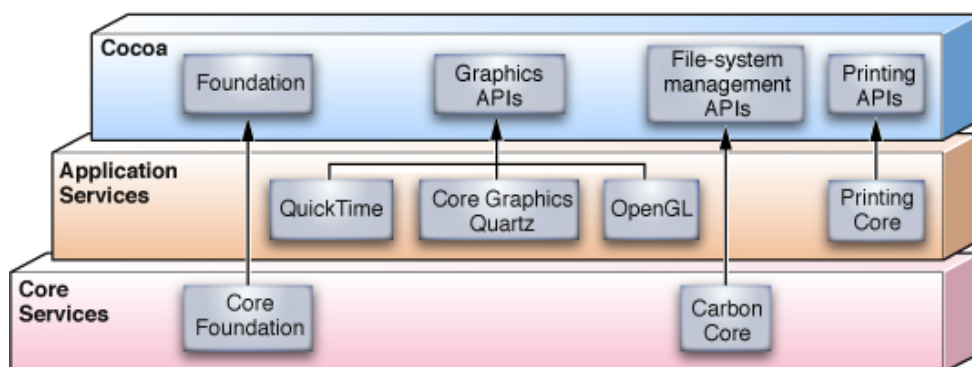 Cocoa
Foundation
Graphics
APIs
File-system
management
APIs
Printing
APIs
Application
Services
QuickTime
Core Graphics
Quartz
OpenGL
Printing
Core
Core
Services
Core
Foundation
Carbon
Core